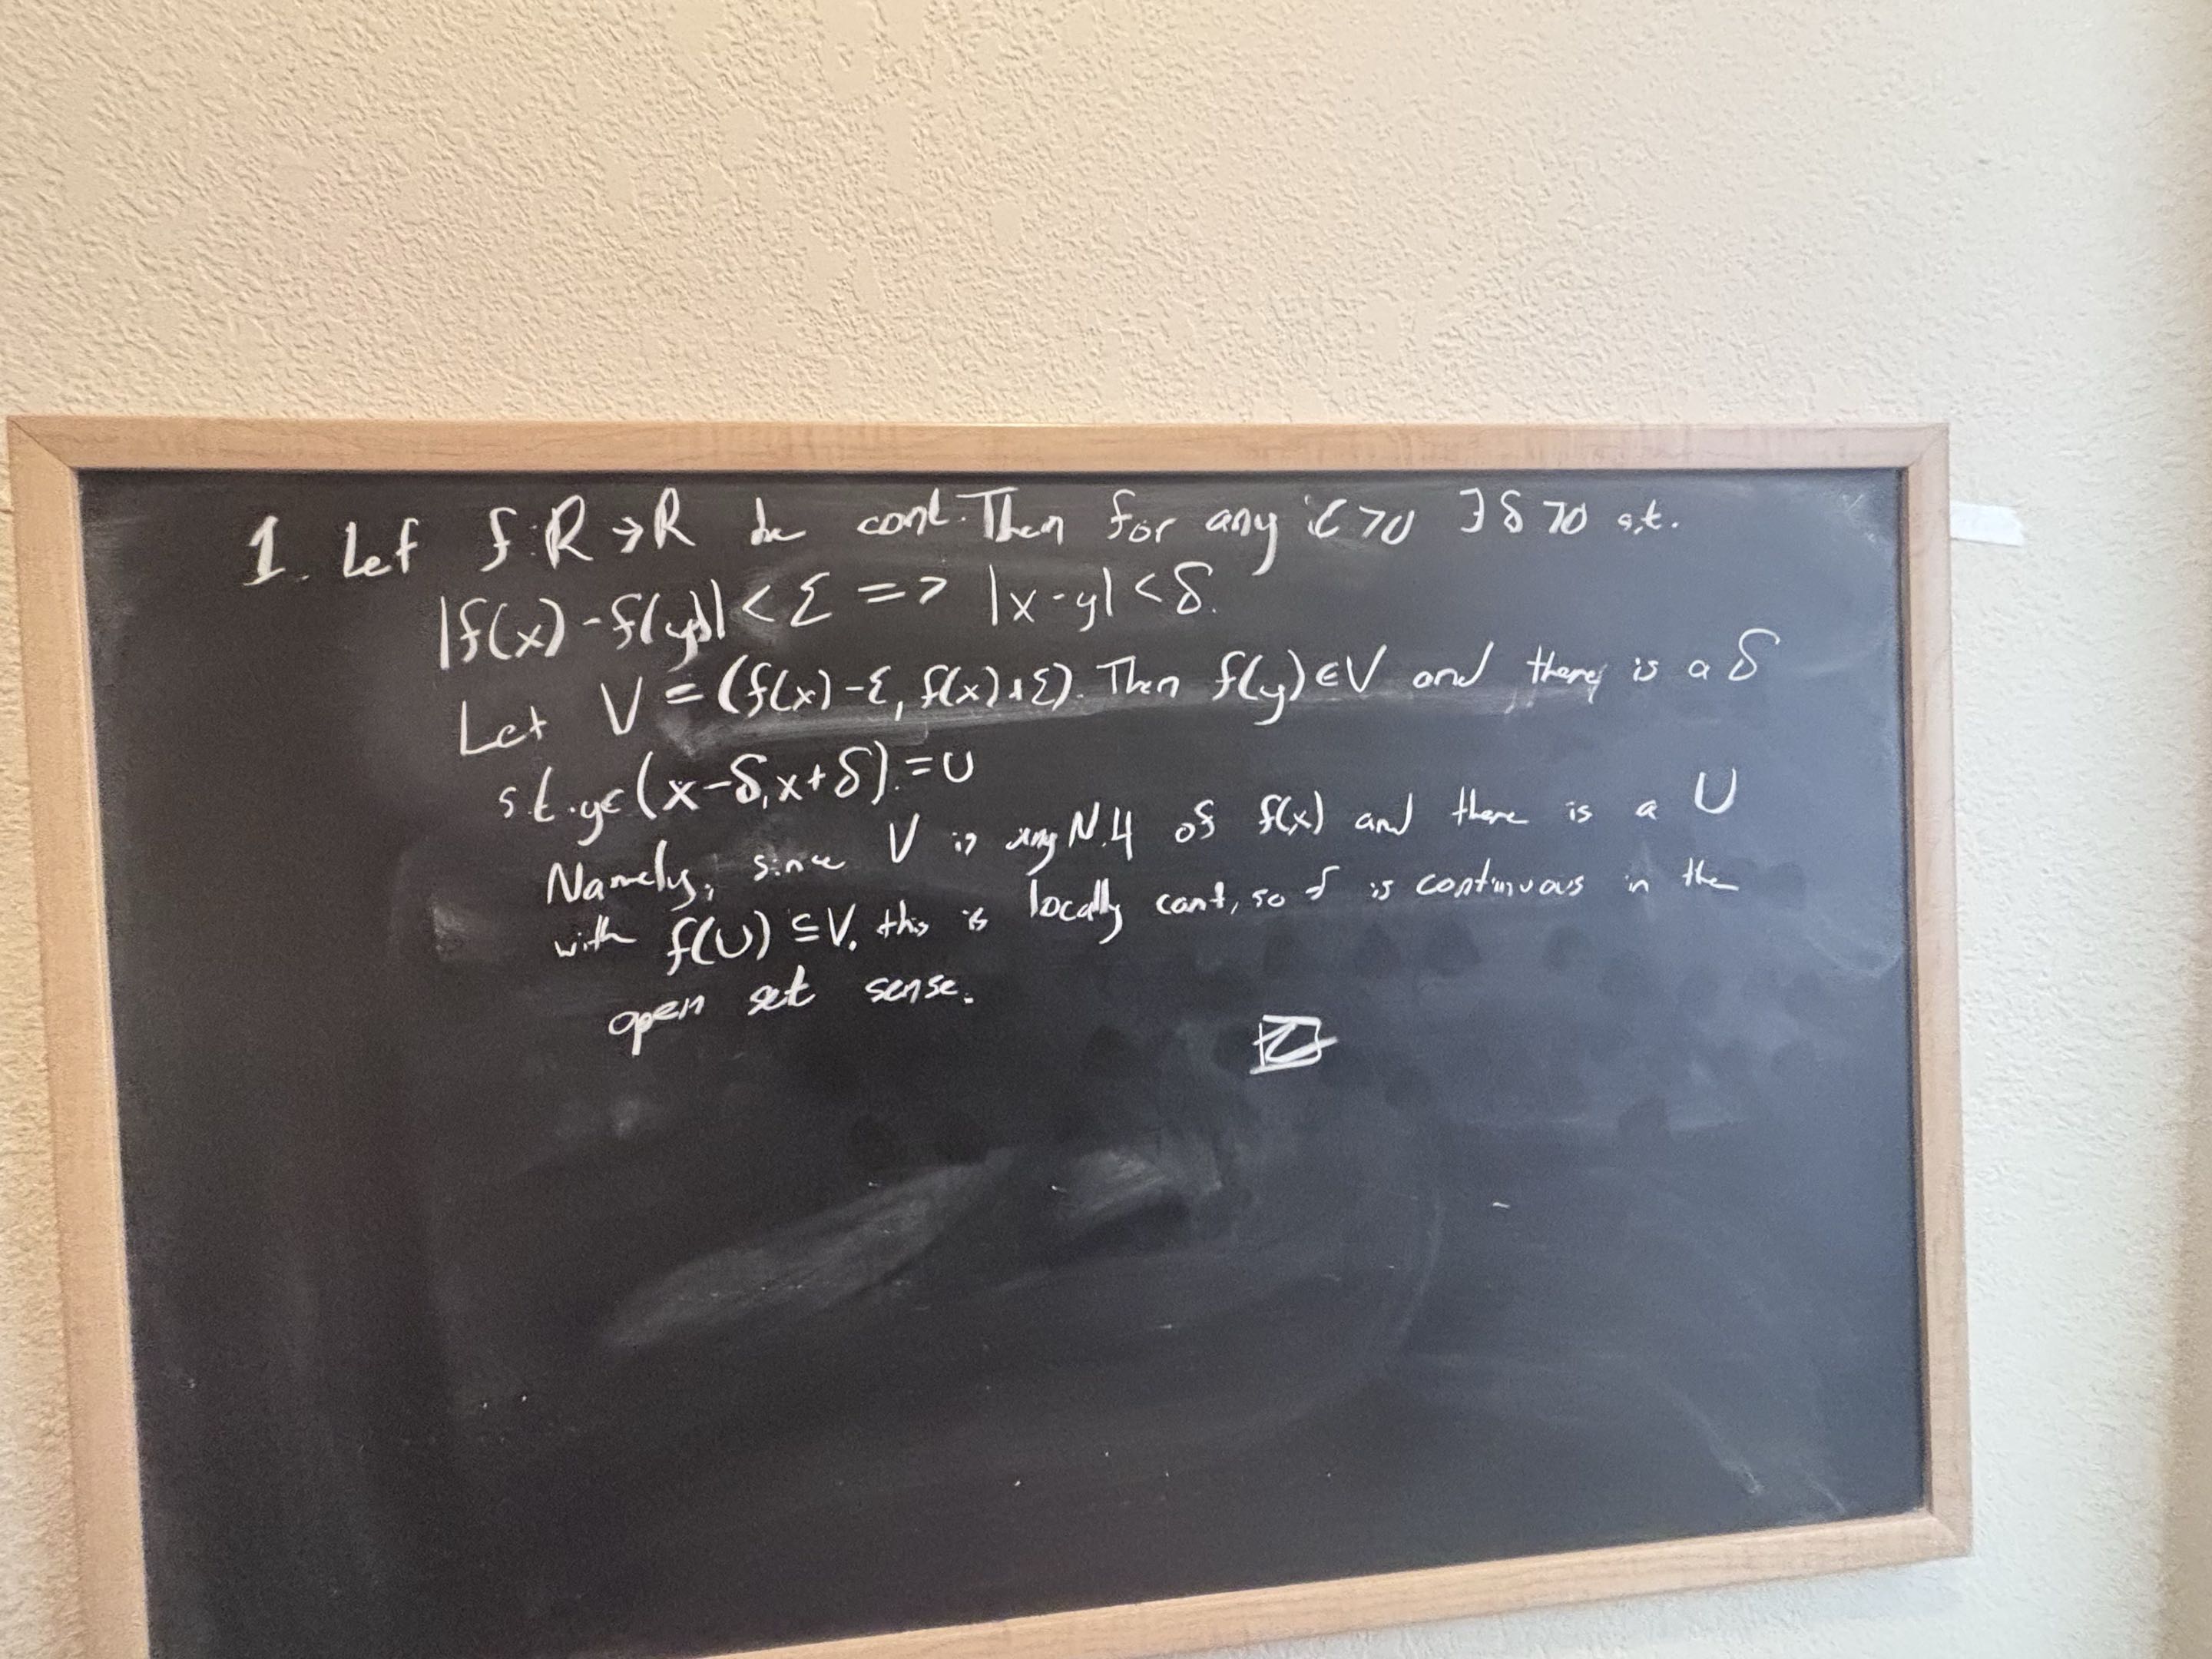 1. Let f:R→R be cont. Then for any ε>0 ∃δ>0 s.t.
|f(x)-f(y)|<ε => |x-y|<δ.
Let V=(f(x)-ε, f(x)+ε). Then f(y)∈V and there is a δ
s.t. y∈(x-δ,x+δ).=U
Namely, since V is any N.H of f(x) and there is a U
with f(U)⊆V, this is locally cont, so f is continuous in the
open set sense.